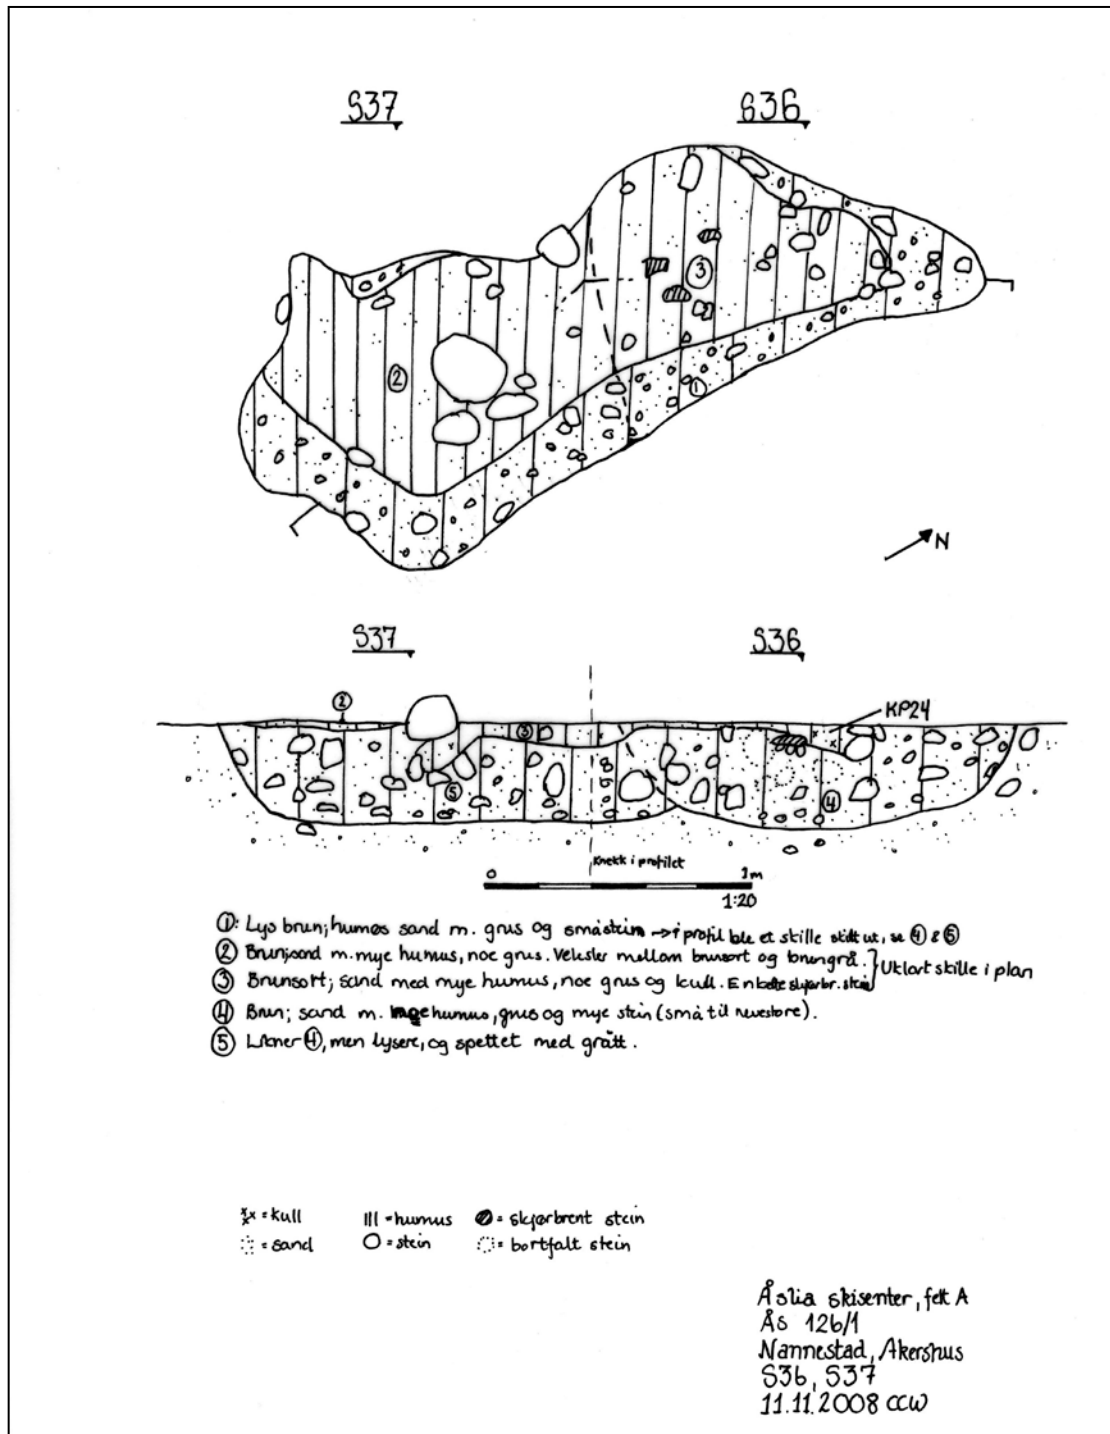 S37
S36
3
2
1
N
S37
S36
2
KP24
3
5
4
Knekk i profilet
0
1m
1:20
①: Lys brun; humøs sand m. grus og småstein → i profil ble et skille skilt ut, se ④ & ⑤
② Brun; sand m. mye humus, noe grus. Veksler mellom brunsort og brungrå.
③ Brunsort; sand med mye humus, noe grus og kull. Enkelte skjørbr. stein
Uklart skille i plan
④ Brun; sand m. humus, grus og mye stein (små til nevestore).
⑤ Likner ④, men lysere, og spettet med grått.
= kull
= humus
= skjørbrent stein
= sand
= stein
= bortfalt stein
Åslia skisenter, felt A
Ås 126/1
Nannestad, Akershus
S36, S37
11.11.2008 CCW